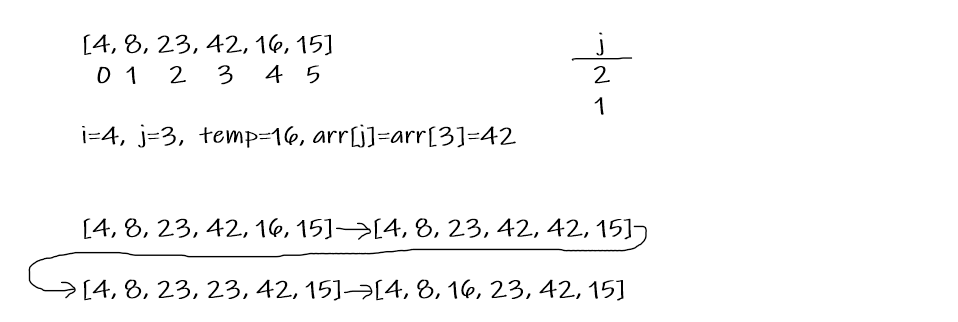 [4, 8, 23, 42, 16, 15]
0 1 2 3 4 5
j
2
1
i=4, j=3, temp=16, arr[j]=arr[3]=42
[4, 8, 23, 42, 16, 15]→[4, 8, 23, 42, 42, 15]
→[4, 8, 23, 23, 42, 15]→[4, 8, 16, 23, 42, 15]